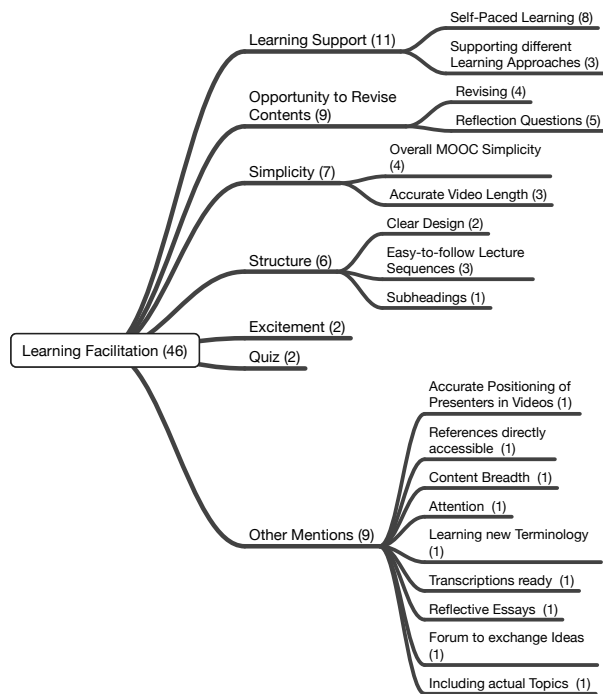 Learning Facilitation (46)
Learning Support (11)
Self-Paced Learning (8)
Supporting different
Learning Approaches (3)
Opportunity to Revise
Contents (9)
Revising (4)
Reflection Questions (5)
Simplicity (7)
Overall MOOC Simplicity
(4)
Accurate Video Length (3)
Structure (6)
Clear Design (2)
Easy-to-follow Lecture
Sequences (3)
Subheadings (1)
Excitement (2)
Quiz (2)
Other Mentions (9)
Accurate Positioning of
Presenters in Videos (1)
References directly
accessible (1)
Content Breadth (1)
Attention (1)
Learning new Terminology
(1)
Transcriptions ready (1)
Reflective Essays (1)
Forum to exchange Ideas
(1)
Including actual Topics (1)